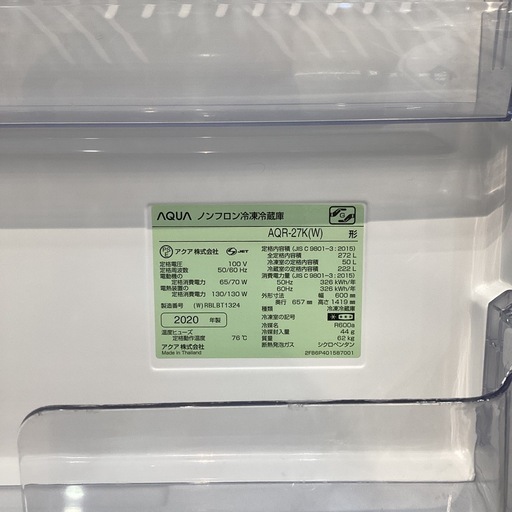 AQUA ノンフロン冷凍冷蔵庫
AQR-27K(W) 形
アクア株式会社 JET
定格電圧 100 V
定格周波数 50/60 Hz
電動機の
定格消費電力 65/70 W
電熱装置の
定格消費電力 130/130 W
製造番号 (W)RBLBT1324
2020 年製
温度ヒューズ
定格動作温度 76℃
アクア株式会社
Made in Thailand
定格内容積 (JIS C 9801-3:2015)
全定格内容積 272 L
冷凍室の定格内容積 50 L
冷蔵室の定格内容積 222 L
消費電力量 (JIS C 9801-3:2015)
50Hz 326 kWh/年
60Hz 326 kWh/年
外形寸法 幅 600 mm
奥行 657 mm 高さ 1419 mm
種類 冷凍冷蔵庫
冷凍室の記号
冷媒名 R600a
冷媒封入量 44 g
質量 62 kg
断熱発泡ガス シクロペンタン
2FB6P401587001